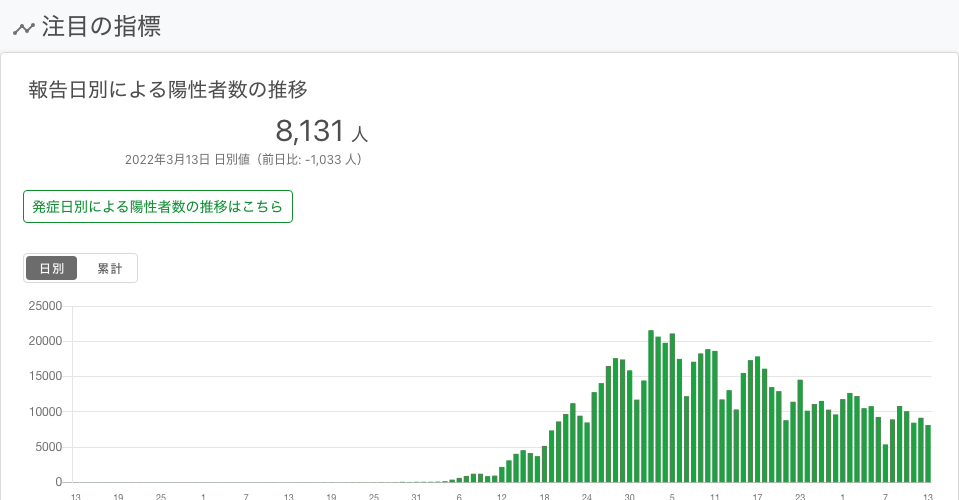 注目の指標
報告日別による陽性者数の推移
8,131 人
2022年3月13日 日別値（前日比: -1,033 人）
発症日別による陽性者数の推移はこちら
日別 累計
25000
20000
15000
10000
5000
0
13 19 25 1 7 13 19 25 31 6 12 18 24 30 5 11 17 23 1 7 13